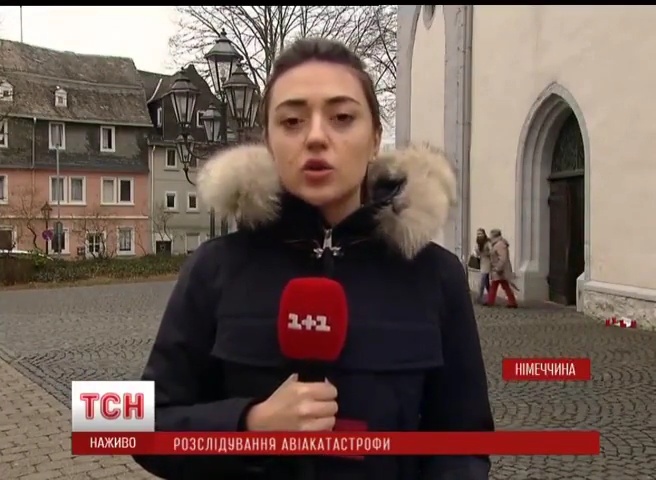 1+1
НІМЕЧЧИНА
ТСН
НАЖИВО
РОЗСЛІДУВАННЯ АВІАКАТАСТРОФИ